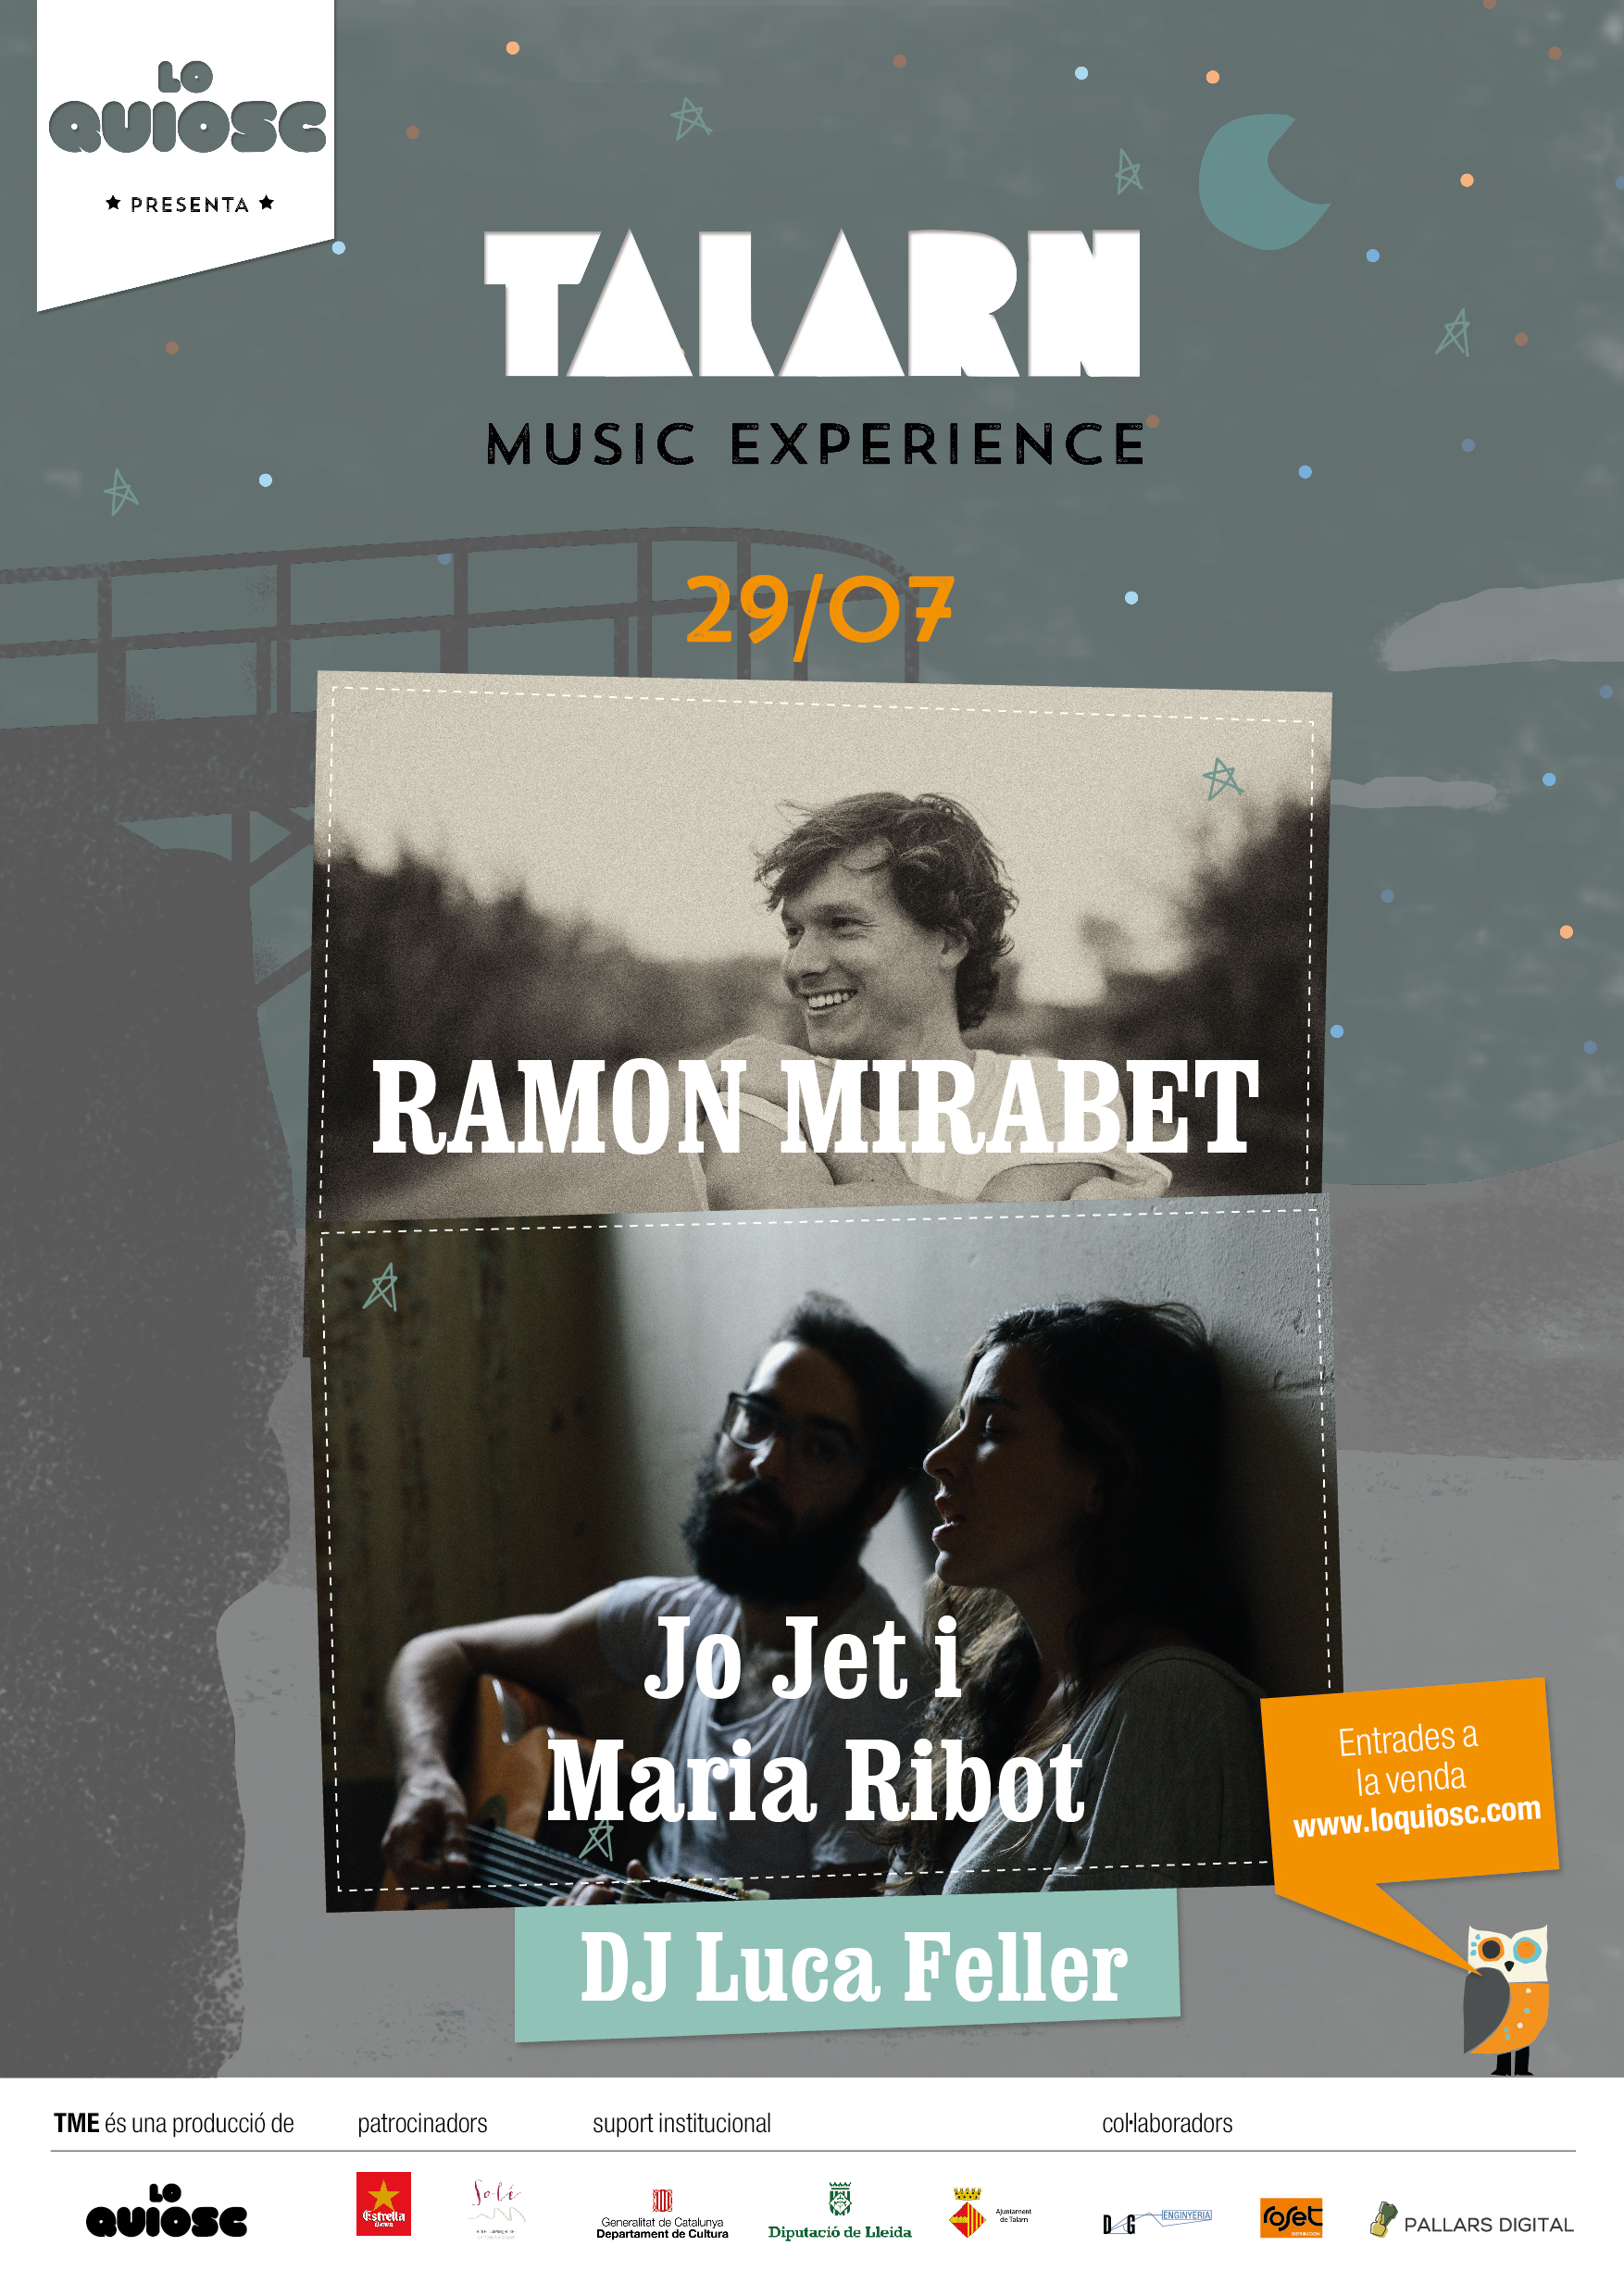 LO
QUIOSC
★ PRESENTA ★
TALARN
MUSIC EXPERIENCE
29/07
RAMON MIRABET
Jo Jet i
Maria Ribot
DJ Luca Feller
Entrades a
la venda
www.loquiosc.com
TME és una producció de
patrocinadors
suport institucional
col·laboradors
LO
QUIOSC
Estrella
Damm
Solé
Generalitat de Catalunya
Departament de Cultura
Diputació de Lleida
Ajuntament
de Talarn
DG
ENGINYERIA
roset
PALLARS DIGITAL